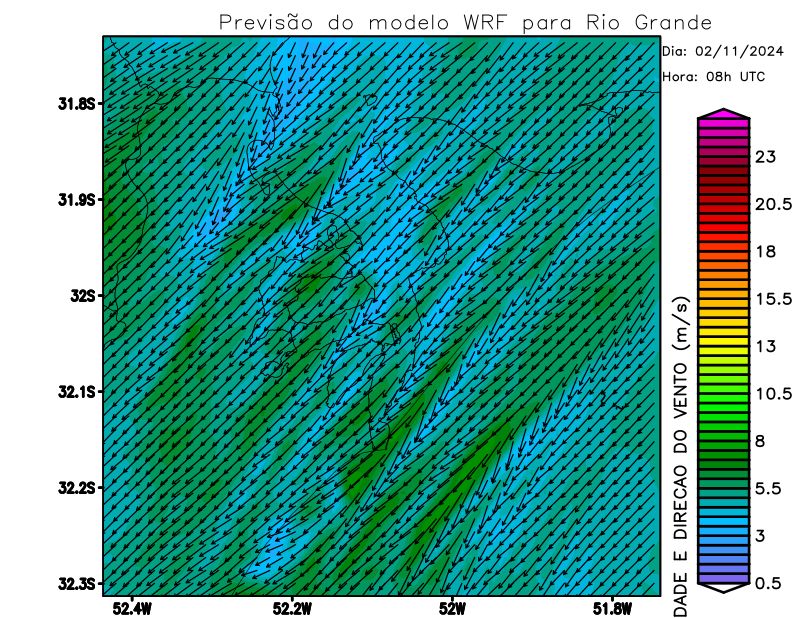 Previsão do modelo WRF para Rio Grande
Dia: 02/11/2024
Hora: 08h UTC
31.8S
31.9S
32S
32.1S
32.2S
32.3S
52.4W
52.2W
52W
51.8W
23
20.5
18
15.5
13
10.5
8
5.5
3
0.5
DADE E DIRECAO DO VENTO (m/s)